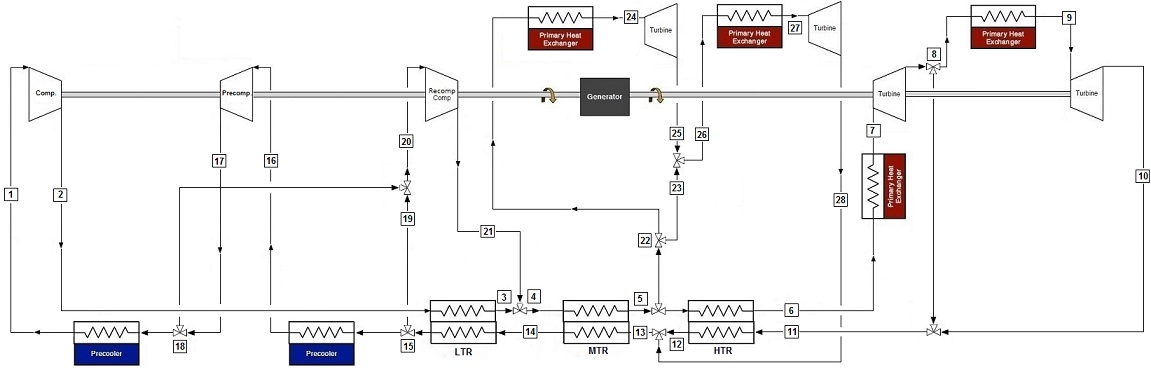 Primary Heat
Exchanger
24
Turbine
Primary Heat
Exchanger
27
Turbine
Primary Heat
Exchanger
9
8
Comp.
Precomp.
Recomp
Comp
Generator
Turbine
Turbine
20
25
26
7
17
16
Primary Heat
Exchanger
10
1
2
23
28
19
21
22
3
4
5
6
18
15
14
13
12
11
Precooler
Precooler
LTR
MTR
HTR